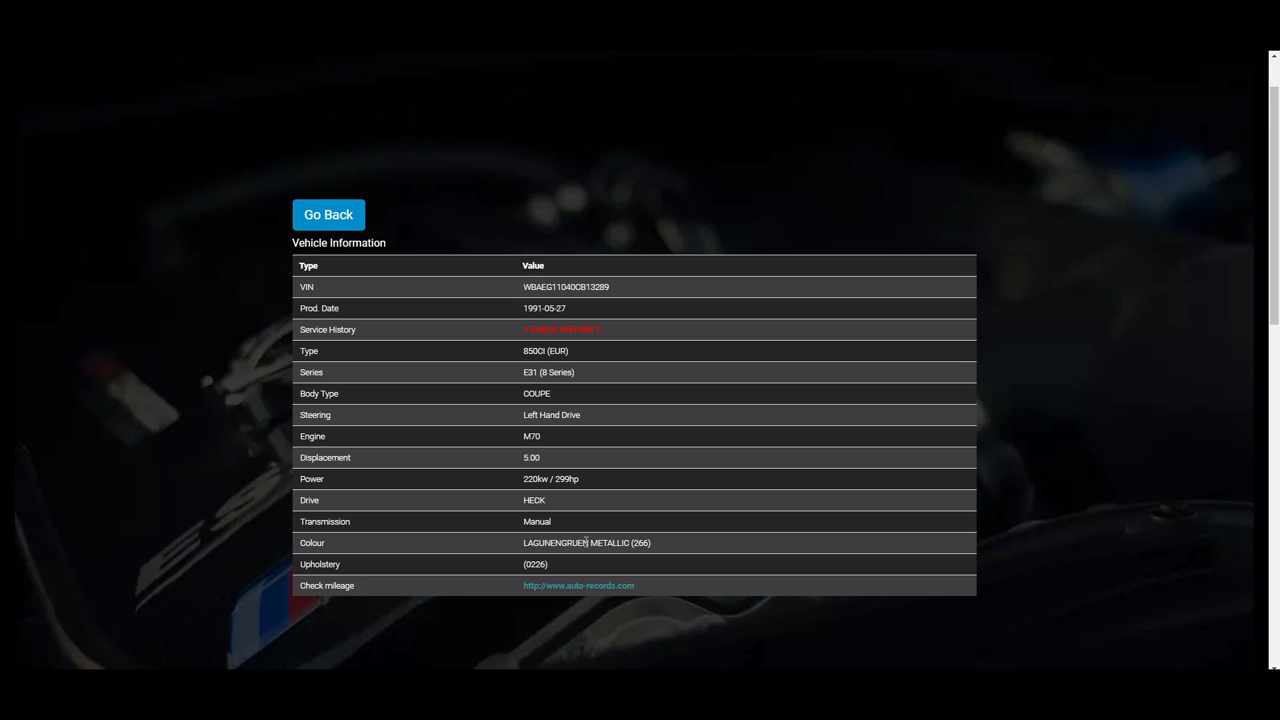 Go Back
Vehicle Information
Type Value
VIN WBAEG11040CB13289
Prod. Date 1991-05-27
Service History
Type 850CI (EUR)
Series E31 (8 Series)
Body Type COUPE
Steering Left Hand Drive
Engine M70
Displacement 5.00
Power 220kw / 299hp
Drive HECK
Transmission Manual
Colour LAGUNENGRUEN METALLIC (266)
Upholstery (0226)
Check mileage http://www.auto-records.com